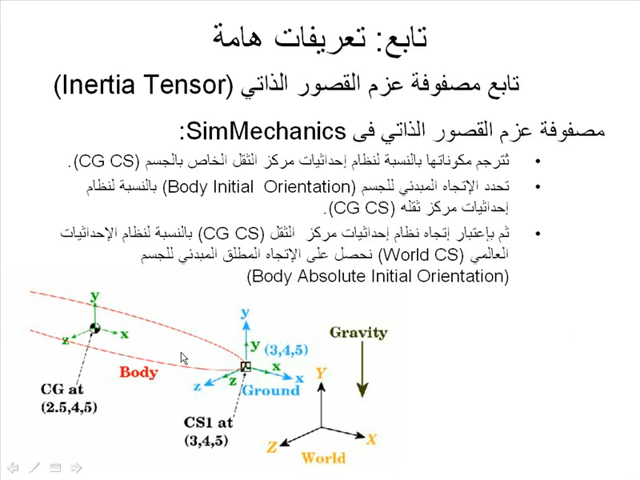 تابع: تعريفات هامة
تابع مصفوفة عزم القصور الذاتي (Inertia Tensor)
مصفوفة عزم القصور الذاتي فى SimMechanics:
• تُترجم مكوناتها بالنسبة لنظام إحداثيات مركز الثقل الخاص بالجسم (CG CS).
• تحدد الإتجاه المبدئي للجسم (Body Initial Orientation) بالنسبة لنظام
إحداثيات مركز ثقله (CG CS).
• ثم بإعتبار إتجاه نظام إحداثيات مركز الثقل (CG CS) بالنسبة لنظام الإحداثيات
العالمي (World CS) نحصل على الإتجاه المطلق المبدئي للجسم
(Body Absolute Initial Orientation)
y
x
z
CG at
(2.5,4,5)
Body
y
y
(3,4,5)
x
x
z
z
Ground
CS1 at
(3,4,5)
Gravity
Y
X
Z
World